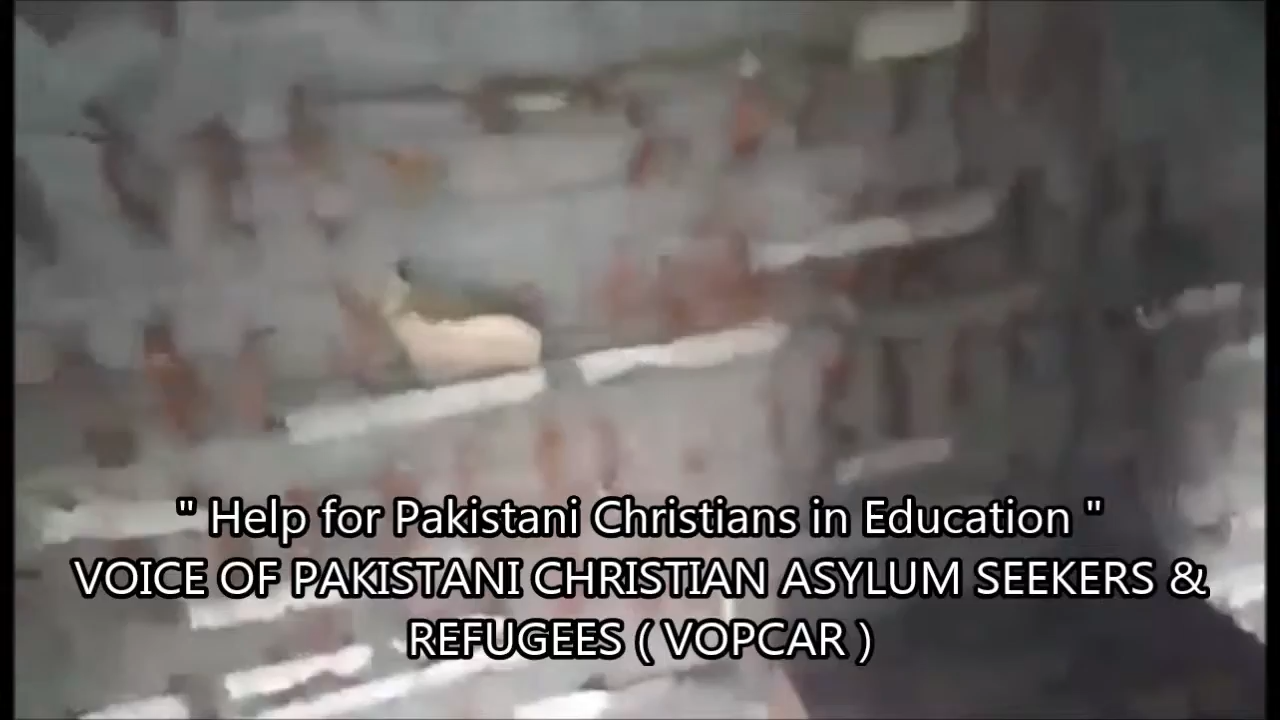 " Help for Pakistani Christians in Education "
VOICE OF PAKISTANI CHRISTIAN ASYLUM SEEKERS &
REFUGEES ( VOPCAR )